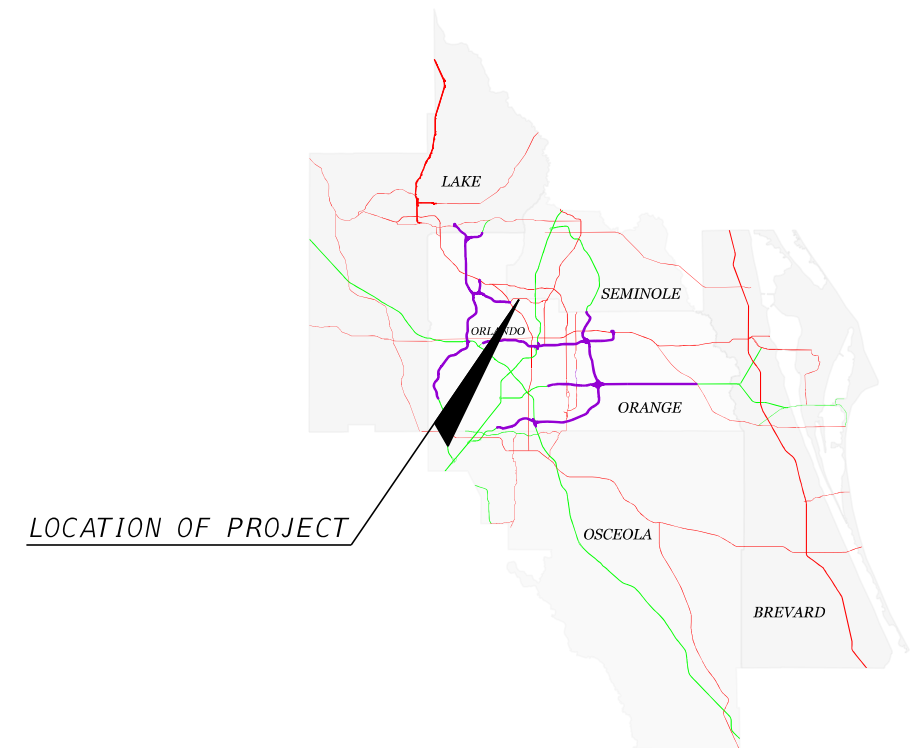 LAKE
SEMINOLE
ORLANDO
ORANGE
LOCATION OF PROJECT
OSCEOLA
BREVARD